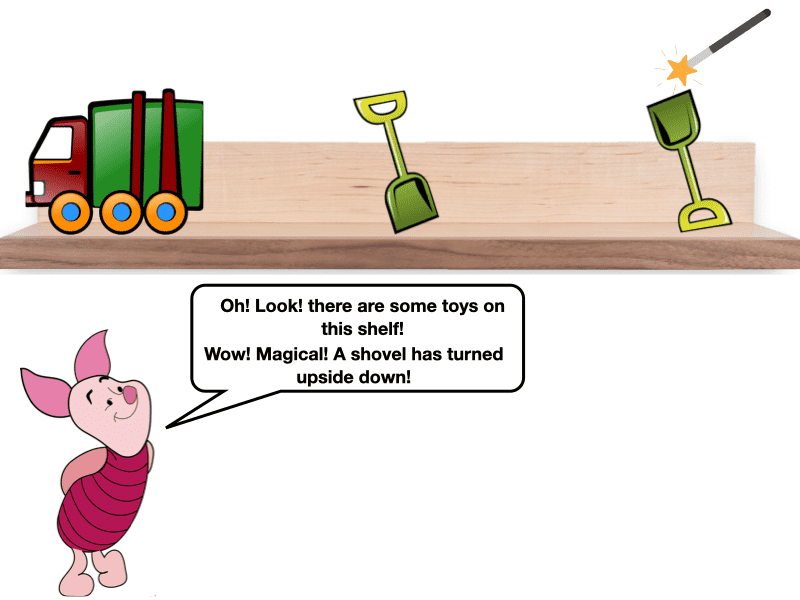 Oh! Look! there are some toys on
this shelf!
Wow! Magical! A shovel has turned
upside down!